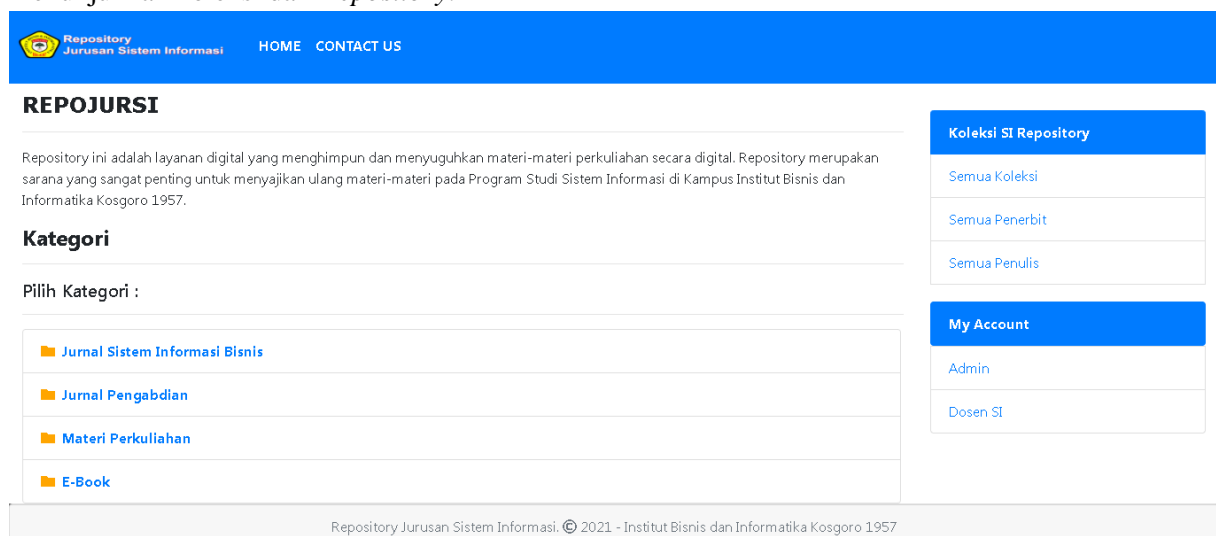 Repository.
Repository
Jurusan Sistem Informasi
HOME CONTACT US
REPOJURSI
Repository ini adalah layanan digital yang menghimpun dan menyuguhkan materi-materi perkuliahan secara digital. Repository merupakan
sarana yang sangat penting untuk menyajikan ulang materi-materi pada Program Studi Sistem Informasi di Kampus Institut Bisnis dan
Informatika Kosgoro 1957.
Kategori
Pilih Kategori :
Jurnal Sistem Informasi Bisnis
Jurnal Pengabdian
Materi Perkuliahan
E-Book
Koleksi SI Repository
Semua Koleksi
Semua Penerbit
Semua Penulis
My Account
Admin
Dosen SI
Repository Jurusan Sistem Informasi. © 2021 - Institut Bisnis dan Informatika Kosgoro 1957